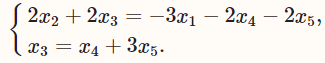 2x₂ + 2x₃ = −3x₁ − 2x₄ − 2x₅,
x₃ = x₄ + 3x₅.